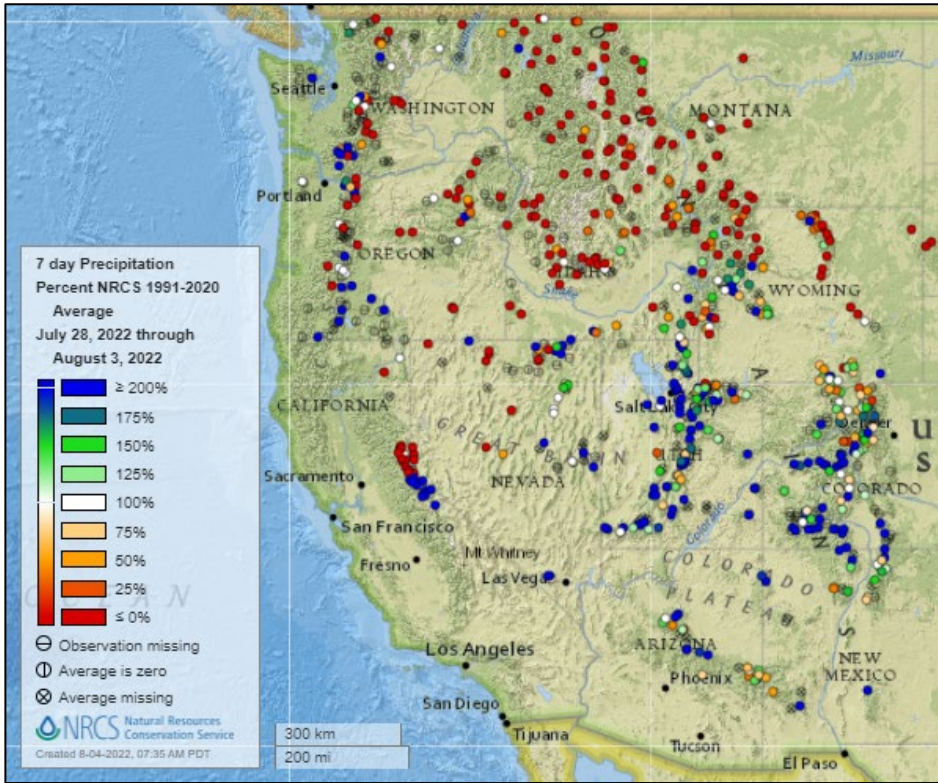 Missouri
Seattle
WASHINGTON
MONTANA
Portland
OREGON
IDAHO
Snake
WYOMING
7 day Precipitation
Percent NRCS 1991-2020
Average
July 28, 2022 through
August 3, 2022
≥ 200%
175%
150%
125%
100%
75%
50%
25%
≤ 0%
Observation missing
Average is zero
Average missing
NRCS Natural Resources
Conservation Service
Created 8-04-2022, 07:35 AM PDT
CALIFORNIA
Salt Lake City
Denver
U
S
GREAT
BASIN
UTAH
NEVADA
COLORADO
Sacramento
San Francisco
Colorado
Fresno
Mt Whitney
Las Vega
COLORADO
PLATEAU
OCEAN
Los Angeles
ARIZONA
NEW
MEXICO
Phoenix
San Diego
Tijuana
Tucson
El Paso
300 km
200 mi